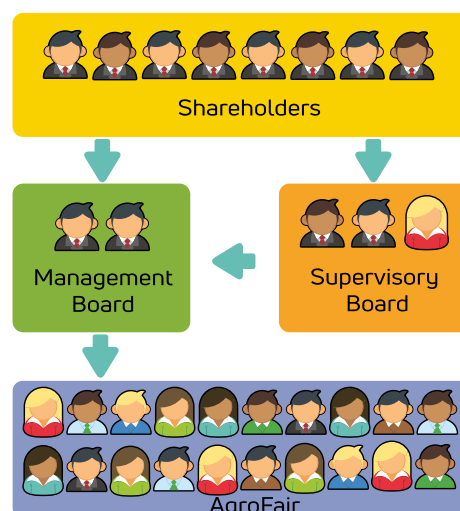 Shareholders
Management
Board
Supervisory
Board
AgroFair